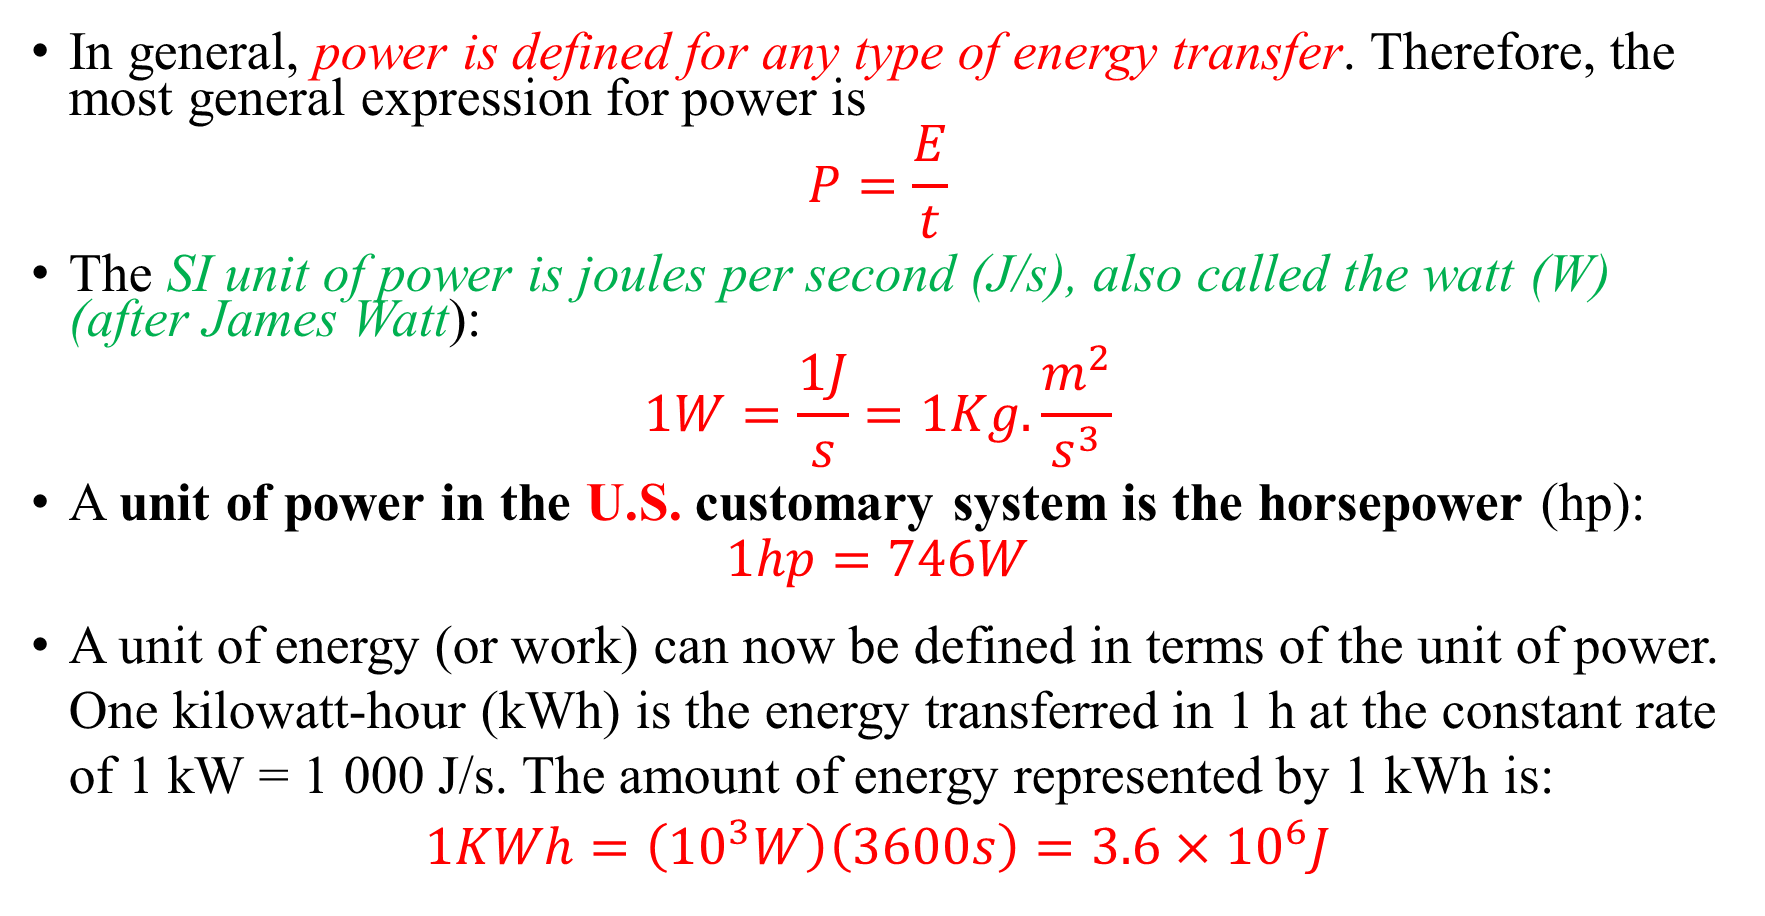 • In general, power is defined for any type of energy transfer. Therefore, the
most general expression for power is
P = E/t
• The SI unit of power is joules per second (J/s), also called the watt (W)
(after James Watt):
1W = 1J/s = 1Kg. m²/s³
• A unit of power in the U.S. customary system is the horsepower (hp):
1hp = 746W
• A unit of energy (or work) can now be defined in terms of the unit of power.
One kilowatt-hour (kWh) is the energy transferred in 1 h at the constant rate
of 1 kW = 1 000 J/s. The amount of energy represented by 1 kWh is:
1KWh = (10³W)(3600s) = 3.6 × 10⁶J